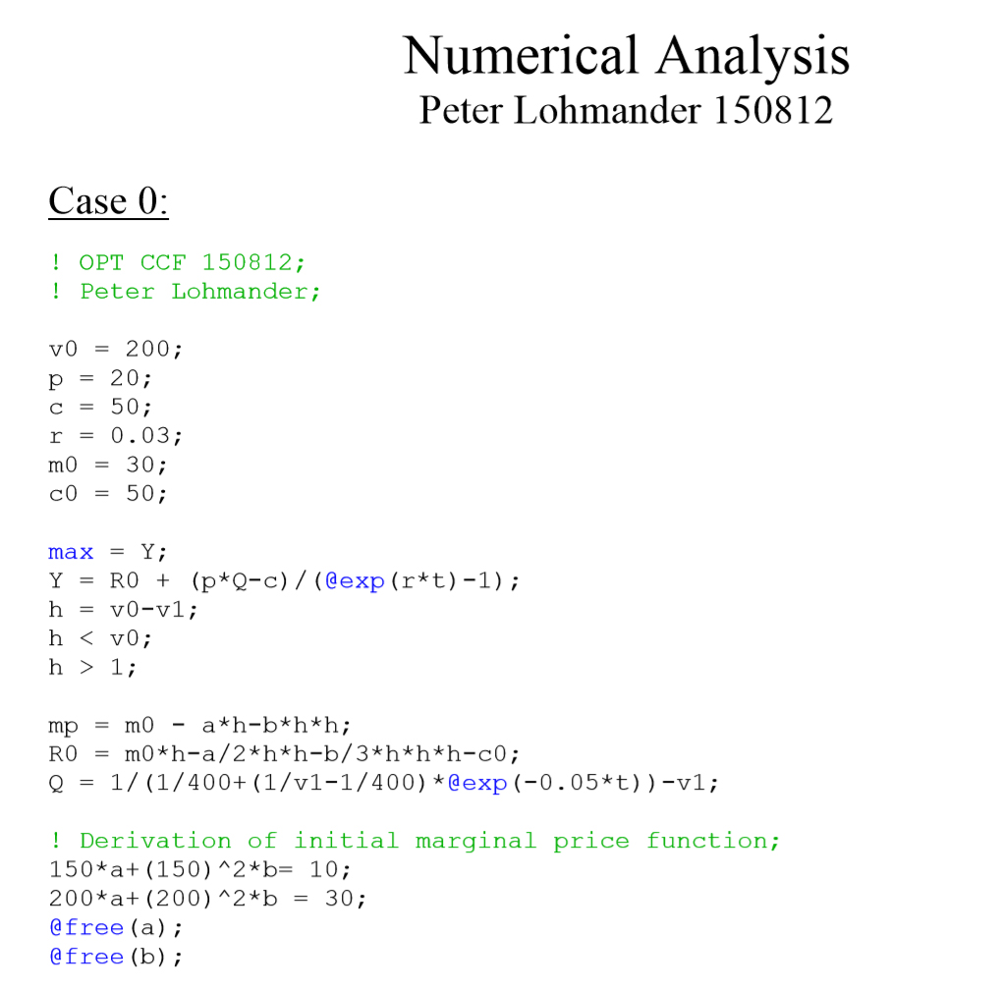 Numerical Analysis
Peter Lohmander 150812
Case 0:
! OPT CCF 150812;
! Peter Lohmander;
v0 = 200;
p = 20;
c = 50;
r = 0.03;
m0 = 30;
c0 = 50;
max = Y;
Y = R0 + (p*Q-c)/(@exp(r*t)-1);
h = v0-v1;
h < v0;
h > 1;
mp = m0 - a*h-b*h*h;
R0 = m0*h-a/2*h*h-b/3*h*h*h-c0;
Q = 1/(1/400+(1/v1-1/400)*@exp(-0.05*t))-v1;
! Derivation of initial marginal price function;
150*a+(150)^2*b= 10;
200*a+(200)^2*b = 30;
@free(a);
@free(b);